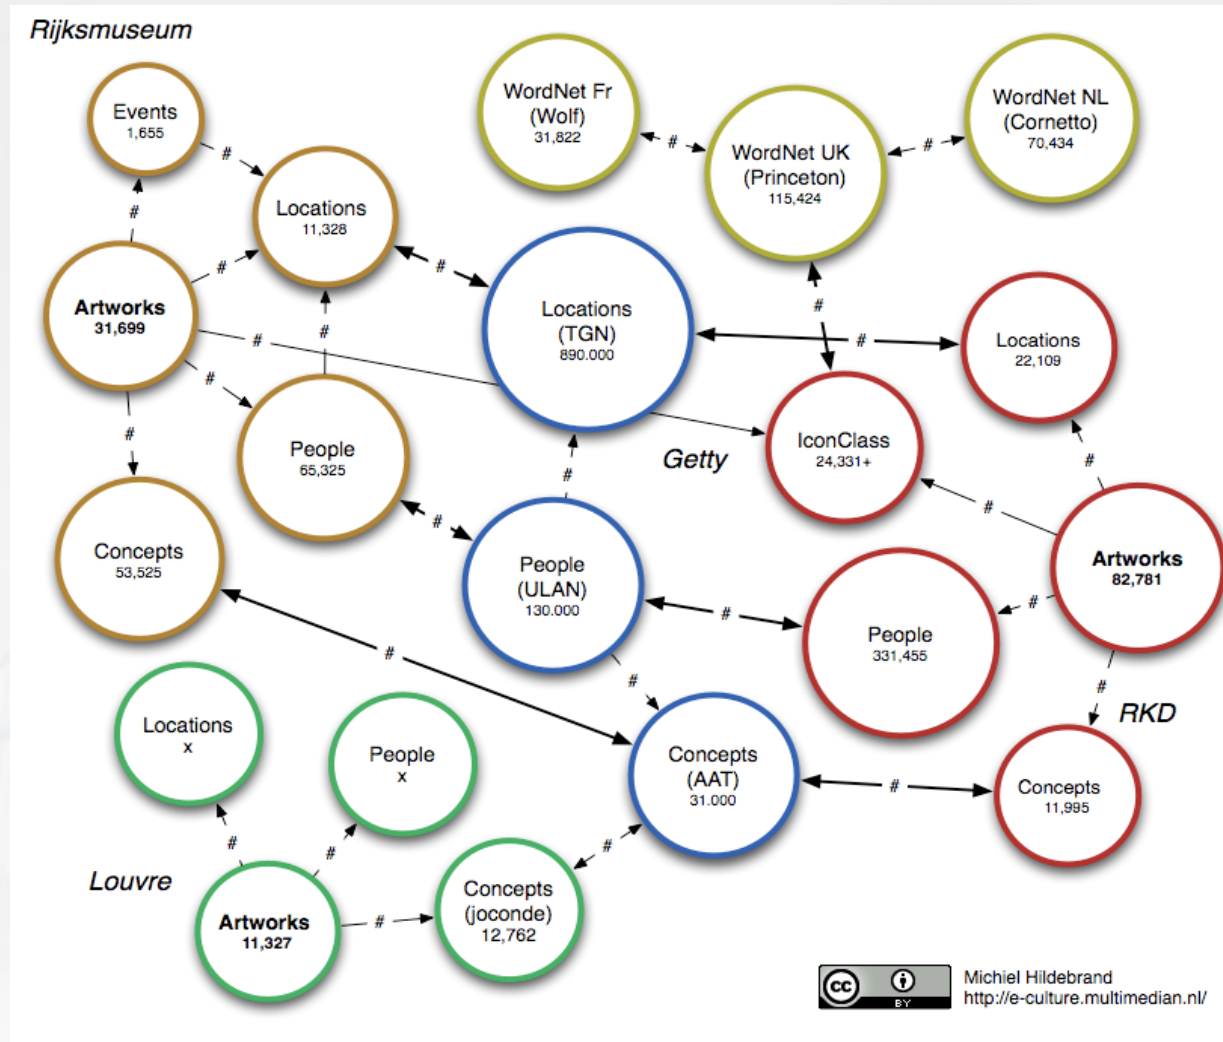 Rijksmuseum
Events
1,655
WordNet Fr
(Wolf)
31,822
WordNet UK
(Princeton)
115,424
WordNet NL
(Cornetto)
70,434
#
#
#
#
Locations
11,328
#
#
#
Artworks
31,699
#
#
Locations
(TGN)
890.000
#
#
Locations
22,109
#
People
65,325
#
Getty
IconClass
24,331+
#
#
#
#
Concepts
53,525
#
People
(ULAN)
130.000
#
#
Artworks
82,781
People
331,455
#
#
#
RKD
Locations
x
People
x
Concepts
(AAT)
31.000
#
Concepts
11,995
#
#
#
Louvre
Artworks
11,327
#
Concepts
(joconde)
12,762
cc
BY
Michiel Hildebrand
http://e-culture.multimedian.nl/